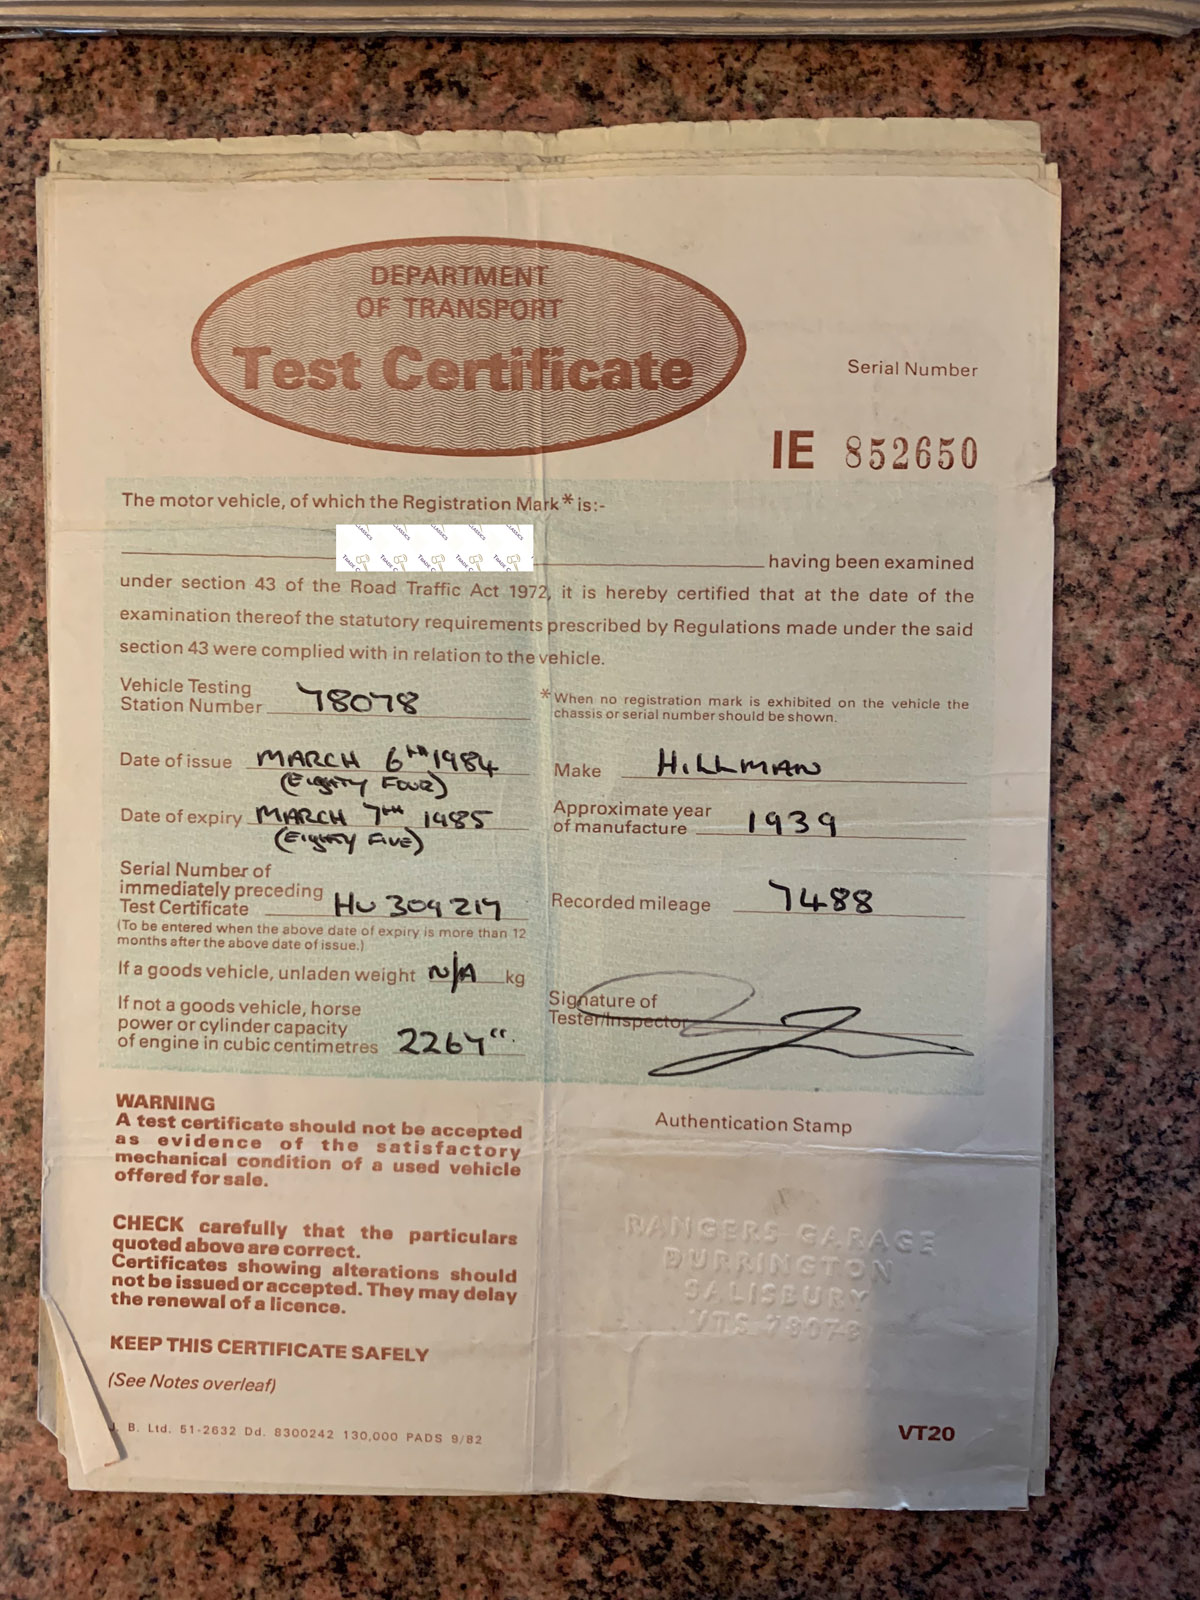 DEPARTMENT
OF TRANSPORT
Test Certificate
Serial Number
IE 852650
The motor vehicle, of which the Registration Mark* is:-
having been examined
under section 43 of the Road Traffic Act 1972, it is hereby certified that at the date of the
examination thereof the statutory requirements prescribed by Regulations made under the said
section 43 were complied with in relation to the vehicle.
Vehicle Testing
Station Number 78078
* When no registration mark is exhibited on the vehicle the
chassis or serial number should be shown.
Date of issue MARCH 6TH 1984
(EIGHTY FOUR)
Make HILLMAN
Date of expiry MARCH 7TH 1985
(EIGHTY FIVE)
Approximate year
of manufacture 1939
Serial Number of
immediately preceding
Test Certificate HU 309217
(To be entered when the above date of expiry is more than 12
months after the above date of issue.)
Recorded mileage 7488
If a goods vehicle, unladen weight N/A kg
If not a goods vehicle, horse
power or cylinder capacity
of engine in cubic centimetres 2267"
Signature of
Tester/Inspector
WARNING
A test certificate should not be accepted
as evidence of the satisfactory
mechanical condition of a used vehicle
offered for sale.
CHECK carefully that the particulars
quoted above are correct.
Certificates showing alterations should
not be issued or accepted. They may delay
the renewal of a licence.
KEEP THIS CERTIFICATE SAFELY
(See Notes overleaf)
B. Ltd. 51-2632 Dd. 8300242 130,000 PADS 9/82
Authentication Stamp
RANGERS GARAGE
DURRINGTON
SALISBURY
VTS 78078
VT20